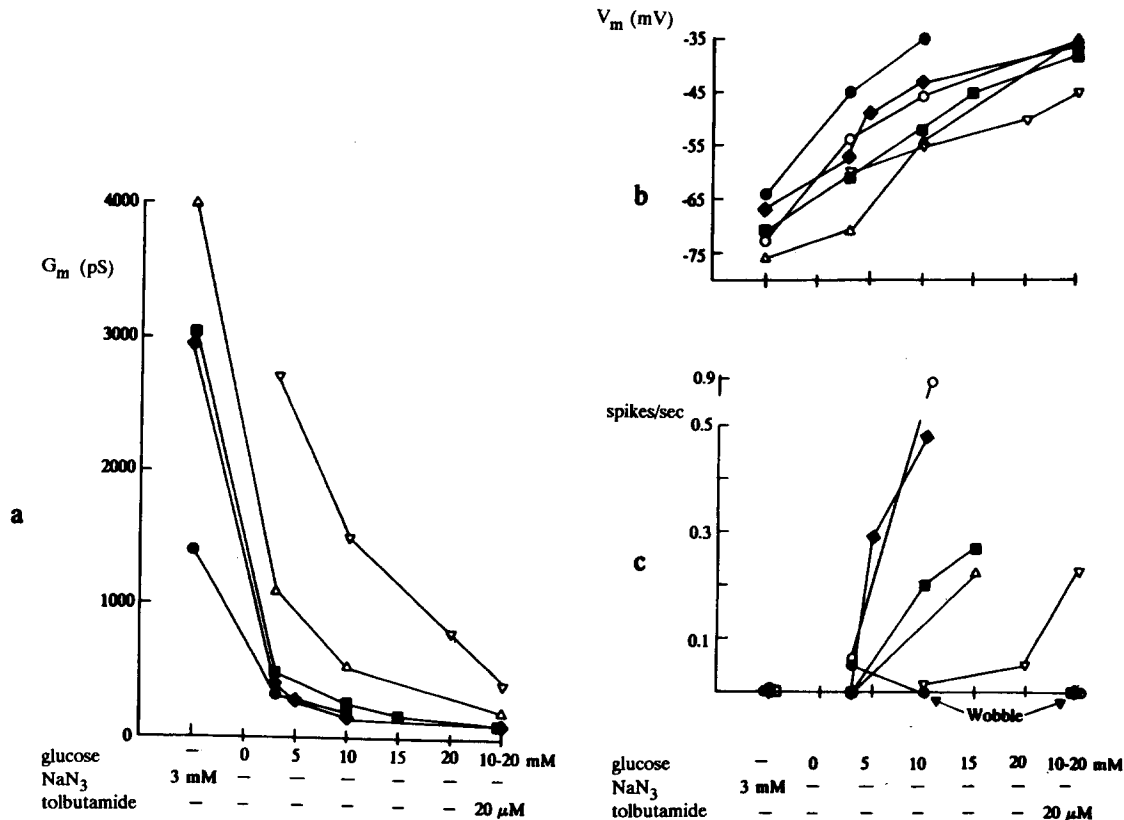 V_m (mV)
-35
-45
-55
-65
-75
b
4000
G_m (pS)
3000
2000
1000
0
a
0.9
spikes/sec
0.5
0.3
0.1
c
Wobble
glucose – 0 5 10 15 20 10-20 mM
NaN_3 3 mM – – – – – –
tolbutamide – – – – – – 20 μM
glucose – 0 5 10 15 20 10-20 mM
NaN_3 3 mM – – – – – –
tolbutamide – – – – – – 20 μM